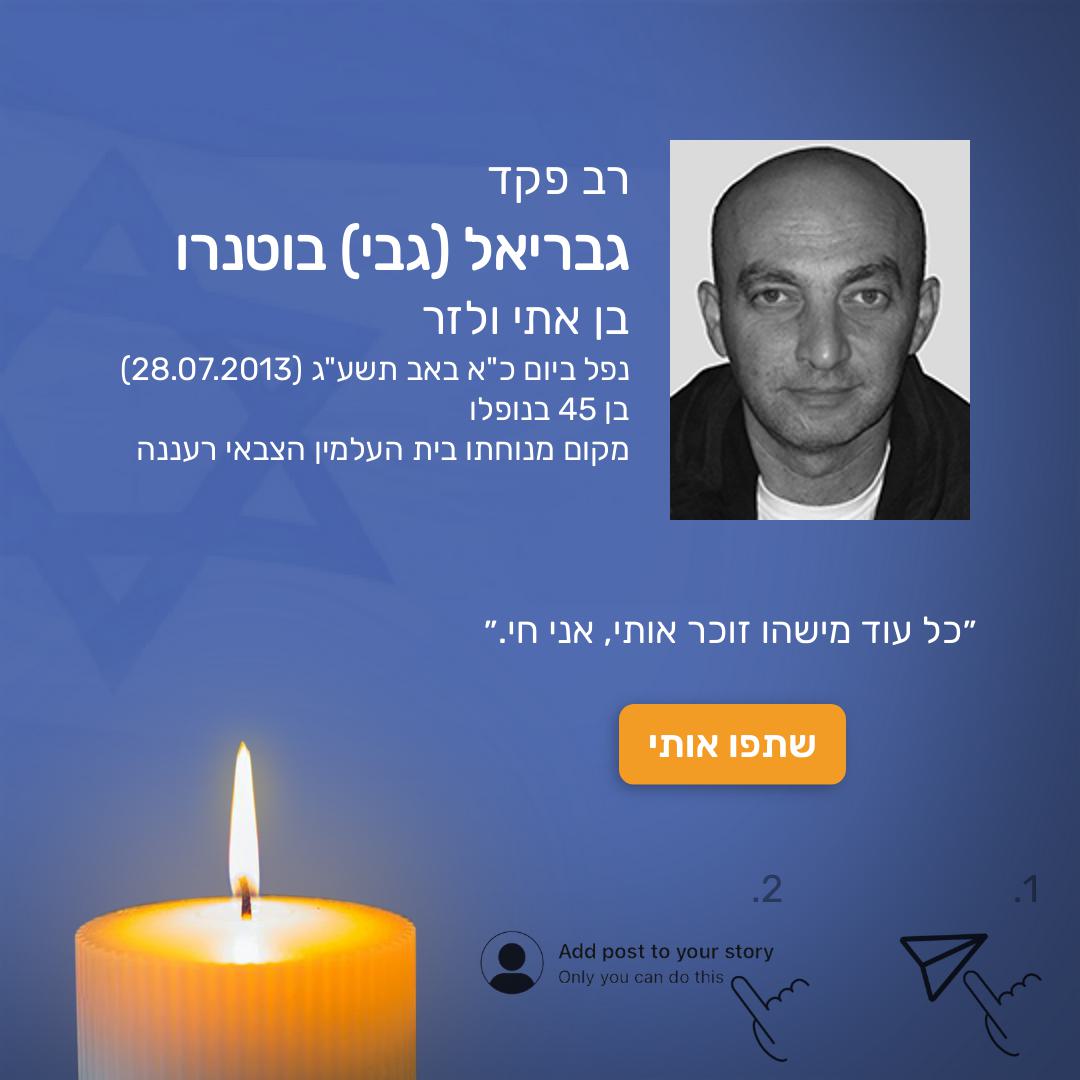 רב פקד
גבריאל (גבי) בוטנרו
בן אתי ולזר
נפל ביום כ"א באב תשע"ג (28.07.2013)
בן 45 בנופלו
מקום מנוחתו בית העלמין הצבאי רעננה
״כל עוד מישהו זוכר אותי, אני חי.״
שתפו אותי
1.
2.
Add post to your story
Only you can do this